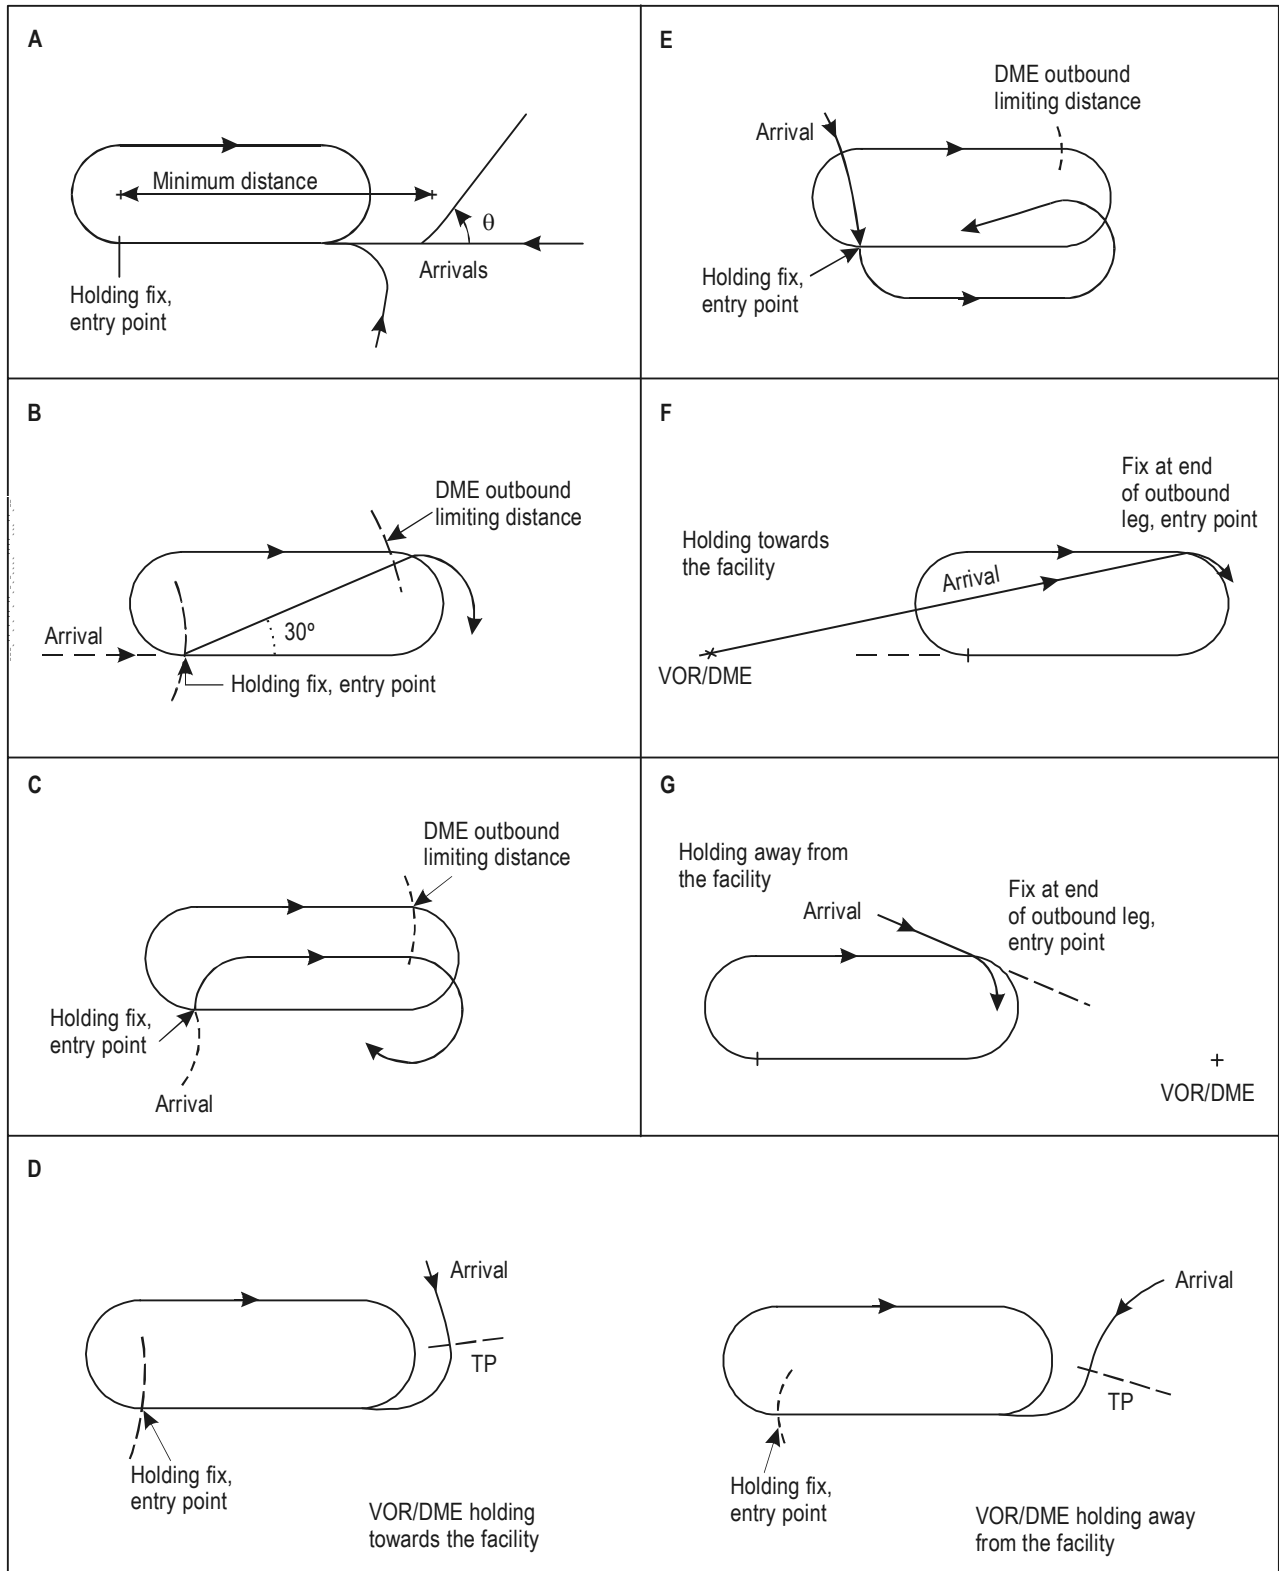 A
Minimum distance
θ
Arrivals
Holding fix,
entry point
E
DME outbound
limiting distance
Arrival
Holding fix,
entry point
B
DME outbound
limiting distance
30º
Arrival
Holding fix, entry point
F
Fix at end
of outbound
leg, entry point
Holding towards
the facility
Arrival
VOR/DME
C
DME outbound
limiting distance
Holding fix,
entry point
Arrival
G
Holding away from
the facility
Arrival
Fix at end
of outbound leg,
entry point
VOR/DME
D
Arrival
TP
Holding fix,
entry point
VOR/DME holding
towards the facility
Arrival
TP
Holding fix,
entry point
VOR/DME holding away
from the facility